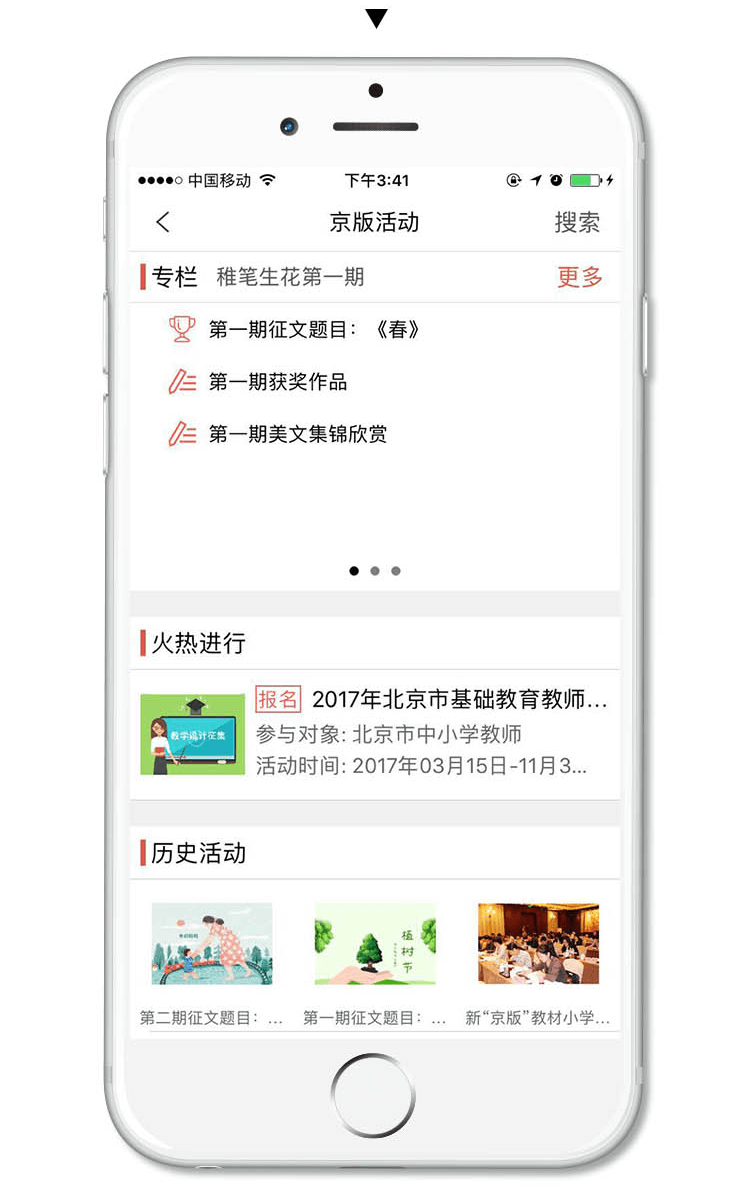 中国移动 下午3:41
京版活动 搜索
专栏 稚笔生花第一期 更多
第一期征文题目：《春》
第一期获奖作品
第一期美文集锦欣赏
火热进行
教学设计征集
报名 2017年北京市基础教育教师...
参与对象: 北京市中小学教师
活动时间: 2017年03月15日-11月3...
历史活动
植树节
第二期征文题目：... 第一期征文题目：... 新“京版”教材小学...